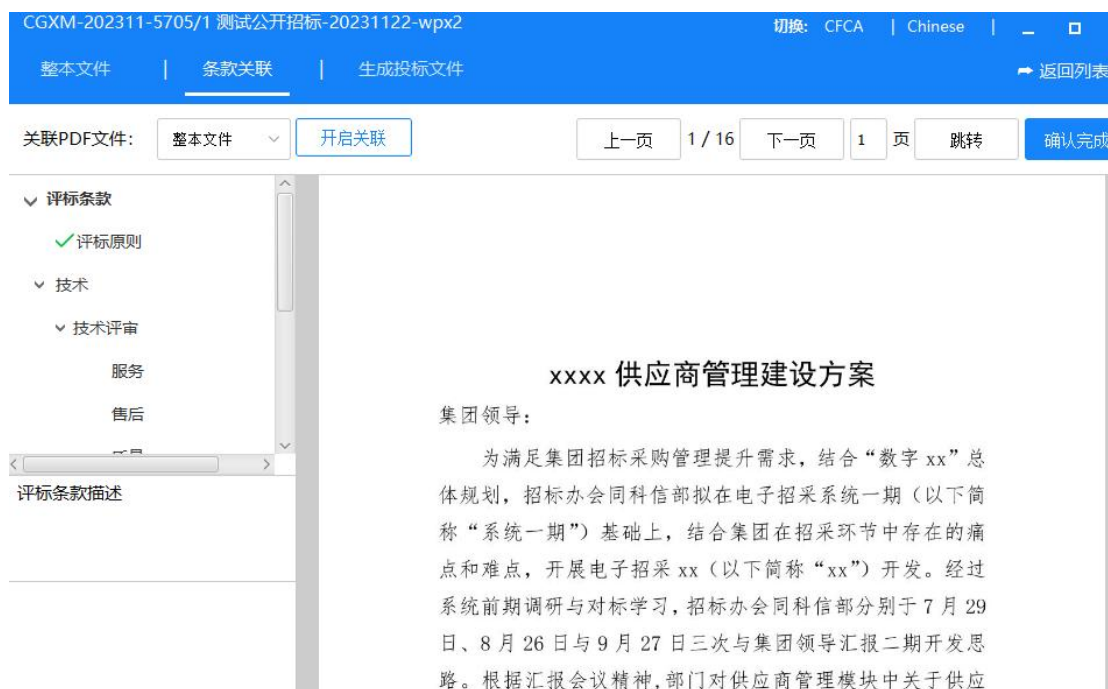 CGXM-202311-5705/1 测试公开招标-20231122-wpx2
切换: CFCA | Chinese |
整本文件 | 条款关联 | 生成投标文件
返回列表
关联PDF文件: 整本文件 开启关联 上一页 1 / 16 下一页 1 页 跳转 确认完成
评标条款
评标原则
技术
技术评审
服务
售后
评标条款描述
xxxx 供应商管理建设方案
集团领导:
为满足集团招标采购管理提升需求, 结合“数字 xx”总
体规划, 招标办会同科信部拟在电子招采系统一期（以下简
称“系统一期”）基础上, 结合集团在招采环节中存在的痛
点和难点, 开展电子招采 xx（以下简称“xx”）开发。经过
系统前期调研与对标学习, 招标办会同科信部分别于 7 月 29
日、8 月 26 日与 9 月 27 日三次与集团领导汇报二期开发思
路。根据汇报会议精神, 部门对供应商管理模块中关于供应